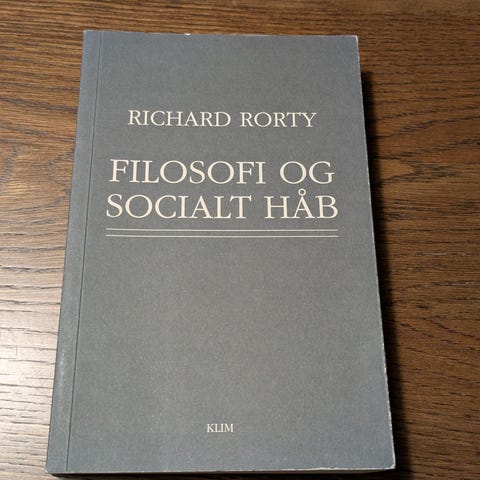 RICHARD RORTY
FILOSOFI OG
SOCIALT HÅB
KLIM